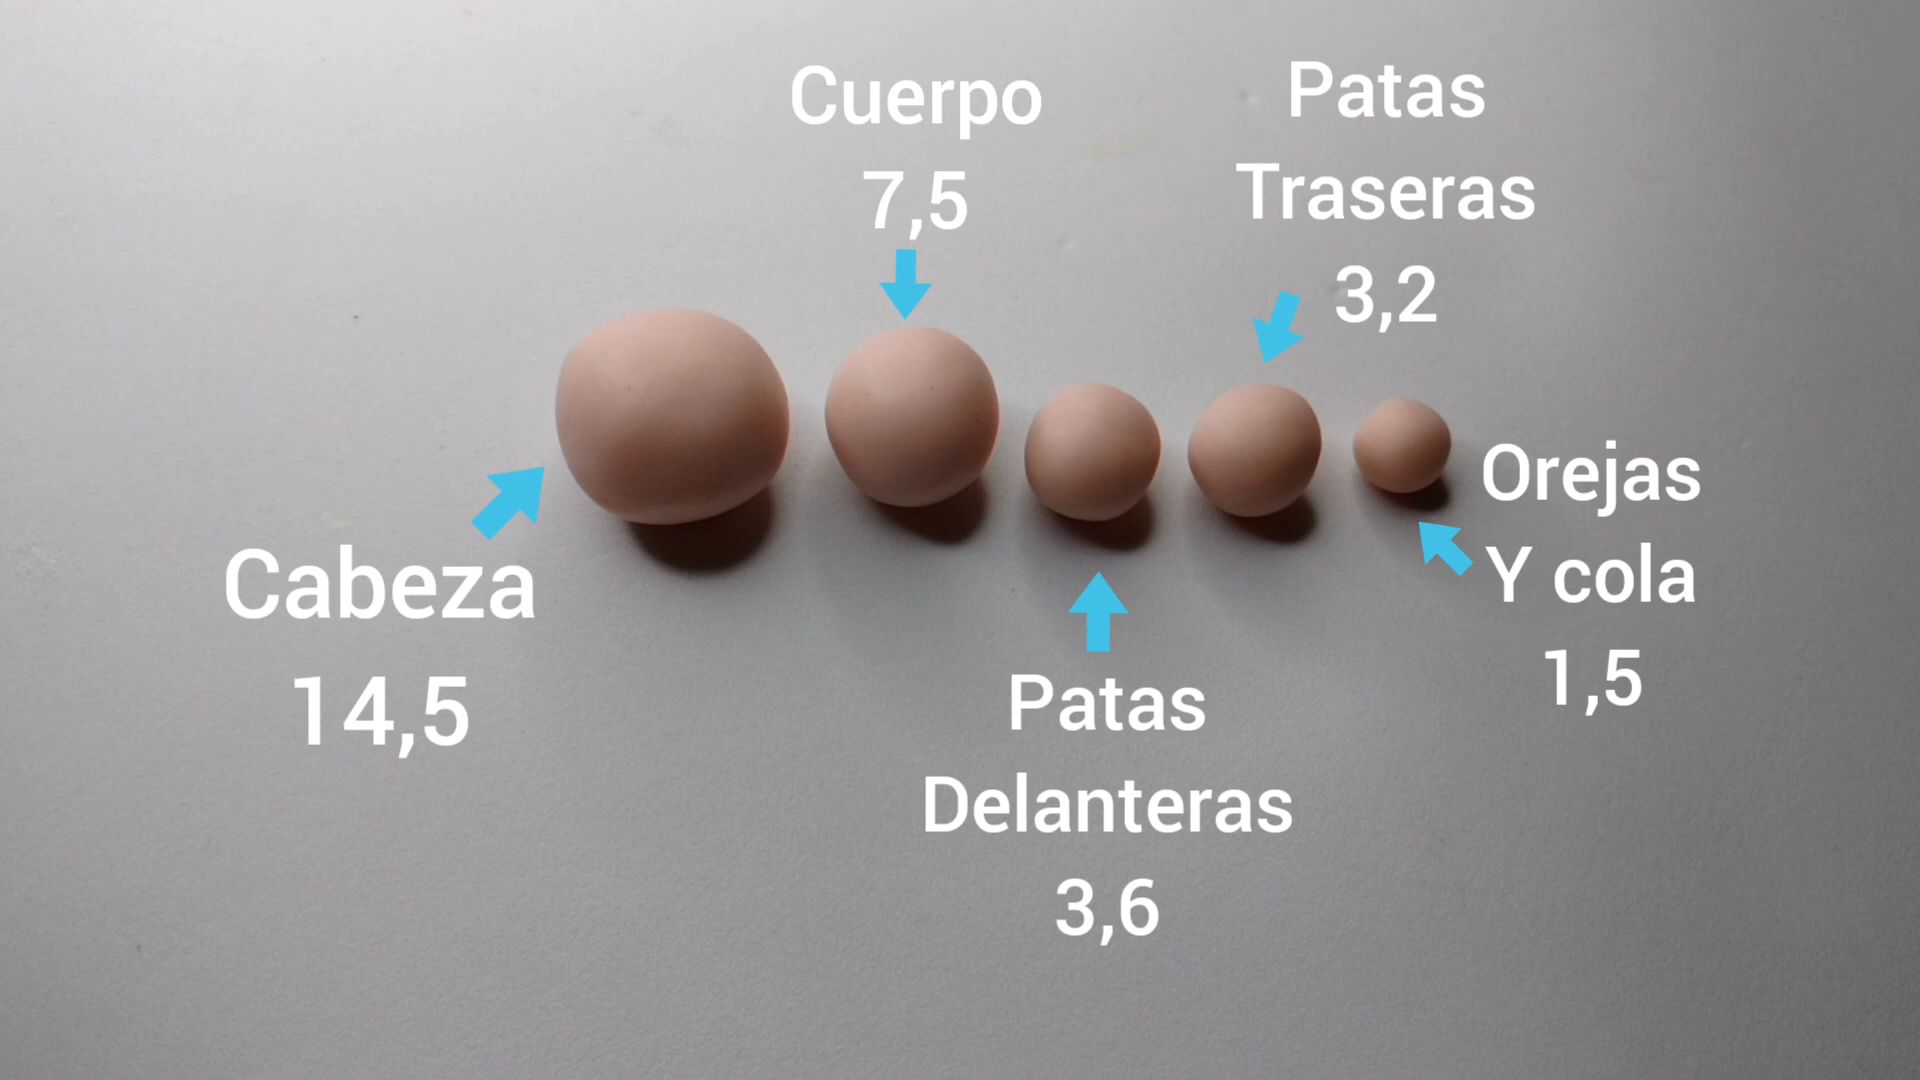 Cabeza
14,5
Cuerpo
7,5
Patas
Delanteras
3,6
Patas
Traseras
3,2
Orejas
Y cola
1,5